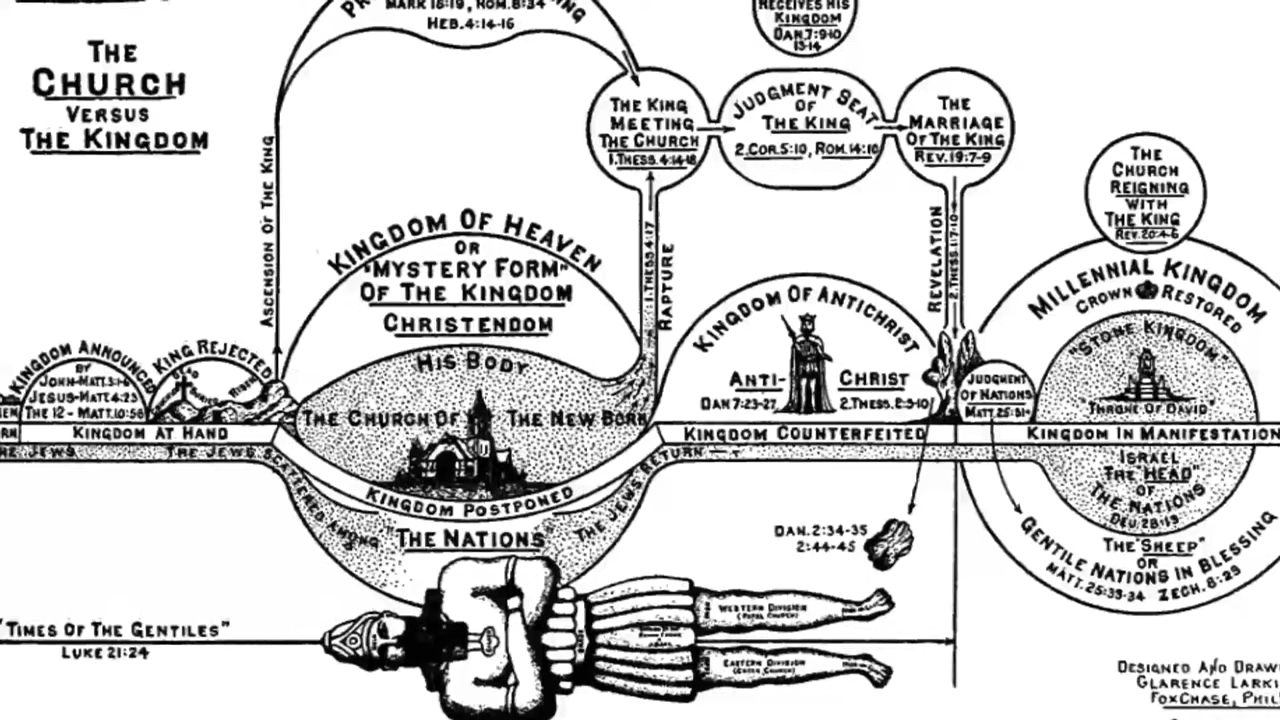 THE
CHURCH
VERSUS
THE KINGDOM
MARK 16:19, ROM. 8:34
HEB. 4:14-16
RECEIVES HIS
KINGDOM
DAN. 7:9-10
13-14
ASCENSION OF THE KING
THE KING
MEETING
THE CHURCH
1. THESS. 4:14-18
JUDGMENT SEAT
OF
THE KING
2. COR. 5:10, ROM. 14:10
THE
MARRIAGE
OF THE KING
REV. 19:7-9
THE
CHURCH
REIGNING
WITH
THE KING
REV. 20:4-6
KINGDOM OF HEAVEN
OR
"MYSTERY FORM"
OF THE KINGDOM
CHRISTENDOM
1. THESS. 4:17
RAPTURE
REVELATION
2. THESS. 1:7-10
KINGDOM OF ANTICHRIST
ANTI- CHRIST
DAN 7:23-27 2. THESS. 2:3-10
MILLENNIAL KINGDOM
CROWN RESTORED
"STONE KINGDOM"
"THRONE OF DAVID"
JUDGMENT
OF NATIONS
MATT. 25:31-
KINGDOM ANNOUNCED
BY
JOHN-MATT. 3:1-6
JESUS-MATT. 4:23
THE 12 - MATT. 10:5-6
KING REJECTED
HIS BODY
THE CHURCH OF THE NEW BORN
KINGDOM AT HAND
KINGDOM POSTPONED
KINGDOM COUNTERFEITED
KINGDOM IN MANIFESTATION
THE JEWS
THE JEWS SCATTERED AMONG
THE NATIONS
THE JEWS RETURN
ISRAEL
THE "HEAD"
OF
THE NATIONS
DEU. 28:13
THE "SHEEP"
OR
GENTILE NATIONS IN BLESSING
MATT. 25:33-34 ZECH. 8:23
DAN. 2:34-35
2:44-45
"TIMES OF THE GENTILES"
LUKE 21:24
WESTERN DIVISION
EASTERN DIVISION
DESIGNED AND DRAW
CLARENCE LARKI
FOXCHASE, PHIL